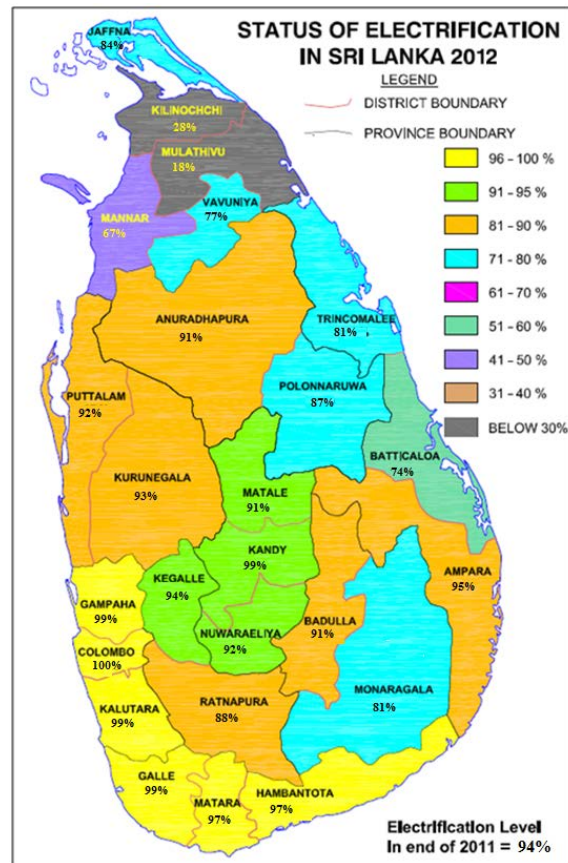 STATUS OF ELECTRIFICATION
IN SRI LANKA 2012
LEGEND
DISTRICT BOUNDARY
PROVINCE BOUNDARY
96 - 100 %
91 - 95 %
81 - 90 %
71 - 80 %
61 - 70 %
51 - 60 %
41 - 50 %
31 - 40 %
BELOW 30%
JAFFNA
84%
KILINOCHCHI
28%
MULATHIVU
18%
MANNAR
67%
VAVUNIYA
77%
ANURADHAPURA
91%
TRINCOMALEE
81%
POLONNARUWA
87%
PUTTALAM
92%
KURUNEGALA
93%
BATTICALOA
74%
MATALE
91%
KANDY
99%
KEGALLE
94%
NUWARAELIYA
92%
AMPARA
95%
BADULLA
91%
GAMPAHA
99%
COLOMBO
100%
MONARAGALA
81%
RATNAPURA
88%
KALUTARA
99%
GALLE
99%
MATARA
97%
HAMBANTOTA
97%
Electrification Level
In end of 2011 = 94%